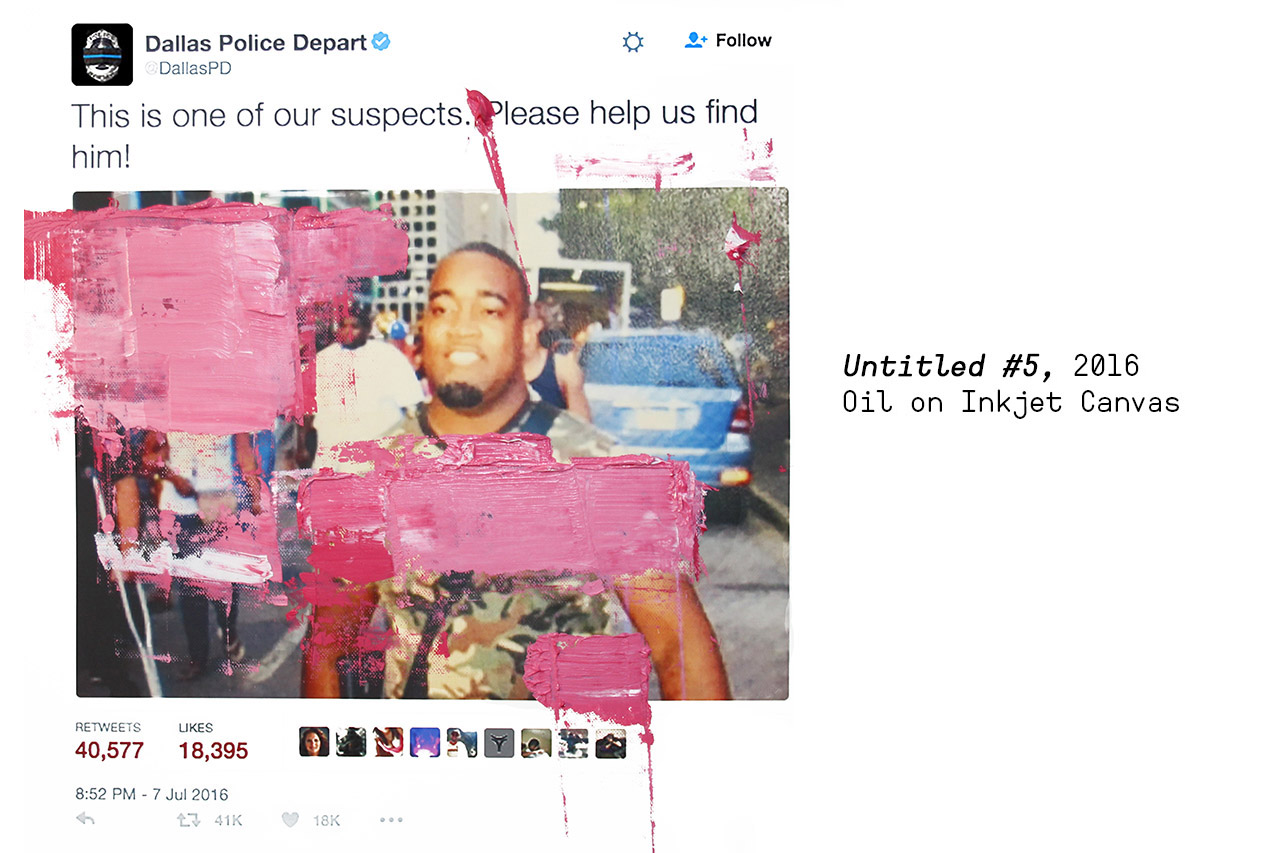 Dallas Police Depart
@DallasPD
Follow
This is one of our suspects. Please help us find
him!
RETWEETS LIKES
40,577 18,395
8:52 PM - 7 Jul 2016
41K 18K
Untitled #5, 2016
Oil on Inkjet Canvas